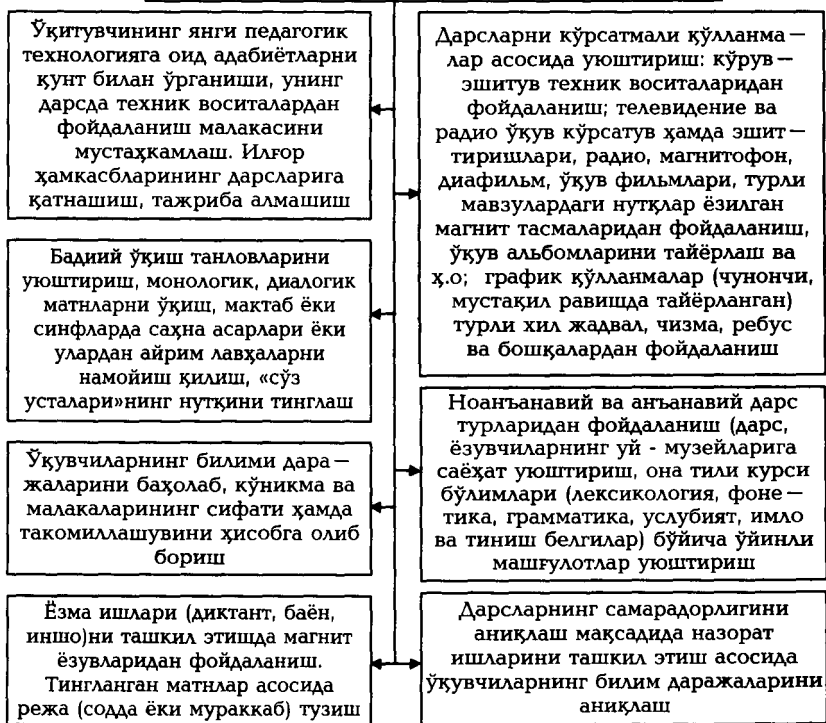 Ўқитувчининг янги педагогик
технологияга оид адабиётларни
қунт билан ўрганиши, унинг
дарсда техник воситалардан
фойдаланиш малакасини
мустаҳкамлаш. Илғор
ҳамкасбларининг дарсларига
қатнашиш, тажриба алмашиш
Бадиий ўқиш танловларини
уюштириш, монологик, диалогик
матнларни ўқиш, мактаб ёки
синфларда саҳна асарлари ёки
улардан айрим лавҳаларни
намойиш қилиш, «сўз
усталари»нинг нутқини тинглаш
Ўқувчиларнинг билими дара—
жаларини баҳолаб, кўникма ва
малакаларининг сифати ҳамда
такомиллашувини ҳисобга олиб
бориш
Ёзма ишлари (диктант, баён,
иншо)ни ташкил этишда магнит
ёзувларидан фойдаланиш.
Тингланган матнлар асосида
режа (содда ёки мураккаб) тузиш
Дарсларни кўрсатмали қўлланма—
лар асосида уюштириш: кўрув—
эшитув техник воситаларидан
фойдаланиш; телевидение ва
радио ўқув кўрсатув ҳамда эшит—
тиришлари, радио, магнитофон,
диафильм, ўқув фильмлари, турли
мавзулардаги нутқлар ёзилган
магнит тасмаларидан фойдаланиш,
ўқув альбомларини тайёрлаш ва
ҳ.о; график қўлланмалар (чунончи,
мустақил равишда тайёрланган)
турли хил жадвал, чизма, ребус
ва бошқалардан фойдаланиш
Ноанъанавий ва анъанавий дарс
турларидан фойдаланиш (дарс,
ёзувчиларнинг уй - музейларига
саёҳат уюштириш, она тили курси
бўлимлари (лексикология, фоне—
тика, грамматика, услубият, имло
ва тиниш белгилар) бўйича ўйинли
машғулотлар уюштириш
Дарсларнинг самарадорлигини
аниқлаш мақсадида назорат
ишларини ташкил этиш асосида
ўқувчиларнинг билим даражаларини
аниқлаш